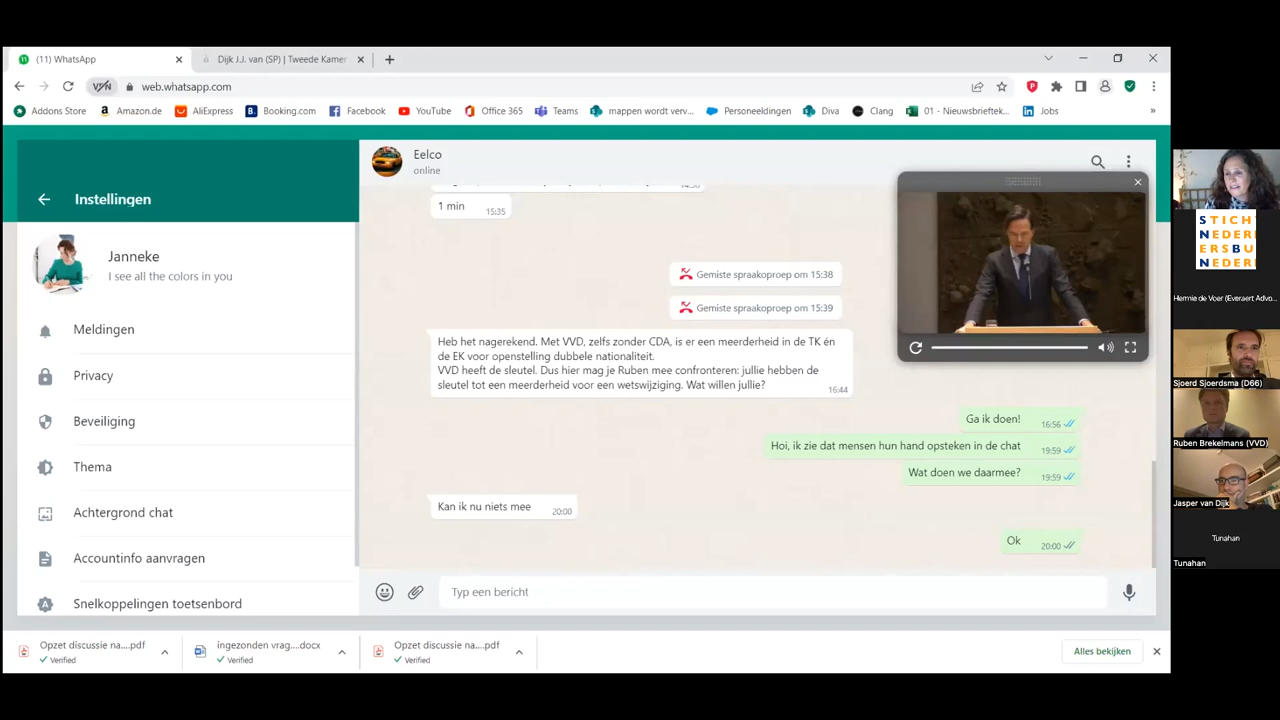 (11) WhatsApp
Dijk J.J. van (SP) | Tweede Kamer
VPN
web.whatsapp.com
Addons Store
Amazon.de
AliExpress
Booking.com
Facebook
YouTube
Office 365
Teams
mappen wordt verv...
Personeeldingen
Diva
Clang
01 - Nieuwsbrieftek...
Jobs
»
Instellingen
Janneke
I see all the colors in you
Meldingen
Privacy
Beveiliging
Thema
Achtergrond chat
Accountinfo aanvragen
Snelkoppelingen toetsenbord
Eelco
online
1 min
15:35
Gemiste spraakoproep om 15:38
Gemiste spraakoproep om 15:39
Heb het nagerekend. Met VVD, zelfs zonder CDA, is er een meerderheid in de TK én
de EK voor openstelling dubbele nationaliteit.
VVD heeft de sleutel. Dus hier mag je Ruben mee confronteren: jullie hebben de
sleutel tot een meerderheid voor een wetswijziging. Wat willen jullie?
16:44
Ga ik doen!
16:56
Hoi, ik zie dat mensen hun hand opsteken in de chat
19:59
Wat doen we daarmee?
19:59
Kan ik nu niets mee
20:00
Ok
20:00
Typ een bericht
Opzet discussie na....pdf
Verified
ingezonden vrag....docx
Verified
Opzet discussie na....pdf
Verified
Alles bekijken
STICH
NEDER
ERSBU
NEDER
Hermie de Voer (Everaert Advo...
Sjoerd Sjoerdsma (D66)
Ruben Brekelmans (VVD)
Jasper van Dijk
Tunahan
Tunahan